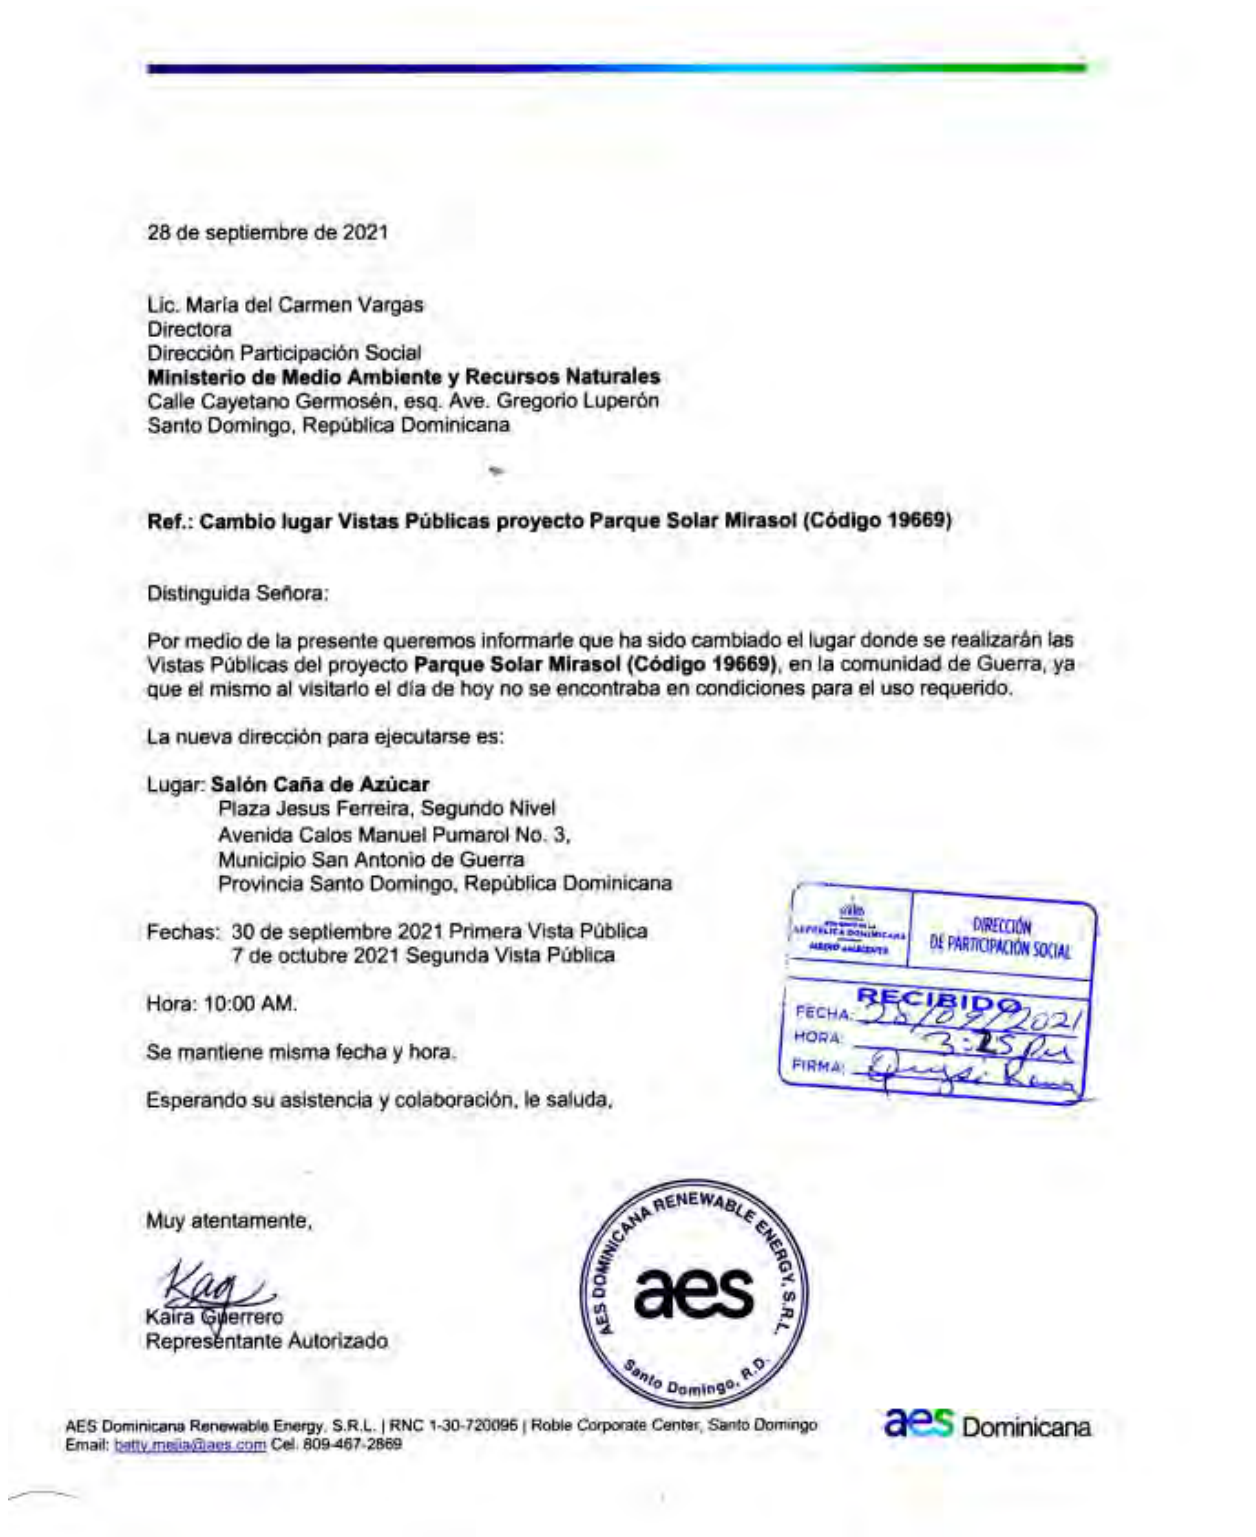 28 de septiembre de 2021
Lic. María del Carmen Vargas
Directora
Dirección Participación Social
Ministerio de Medio Ambiente y Recursos Naturales
Calle Cayetano Germosén, esq. Ave. Gregorio Luperón
Santo Domingo, República Dominicana
Ref.: Cambio lugar Vistas Públicas proyecto Parque Solar Mirasol (Código 19669)
Distinguida Señora:
Por medio de la presente queremos informarle que ha sido cambiado el lugar donde se realizarán las
Vistas Públicas del proyecto Parque Solar Mirasol (Código 19669), en la comunidad de Guerra, ya
que el mismo al visitarlo el día de hoy no se encontraba en condiciones para el uso requerido.
La nueva dirección para ejecutarse es:
Lugar: Salón Caña de Azúcar
Plaza Jesus Ferreira, Segundo Nivel
Avenida Calos Manuel Pumarol No. 3,
Municipio San Antonio de Guerra
Provincia Santo Domingo, República Dominicana
Fechas: 30 de septiembre 2021 Primera Vista Pública
7 de octubre 2021 Segunda Vista Pública
Hora: 10:00 AM.
Se mantiene misma fecha y hora.
Esperando su asistencia y colaboración, le saluda,
REPÚBLICA DOMINICANA
MEDIO AMBIENTE
DIRECCIÓN
DE PARTICIPACIÓN SOCIAL
RECIBIDO
FECHA: 28/09/2021
HORA: 3:25 PM
FIRMA:
Muy atentamente,
Kaira Guerrero
Representante Autorizado
AES DOMINICANA RENEWABLE ENERGY, S.R.L.
aes
Santo Domingo, R.D.
AES Dominicana Renewable Energy, S.R.L. | RNC 1-30-720096 | Roble Corporate Center, Santo Domingo
Email: betty.mejia@aes.com Cel. 809-467-2869
aes Dominicana